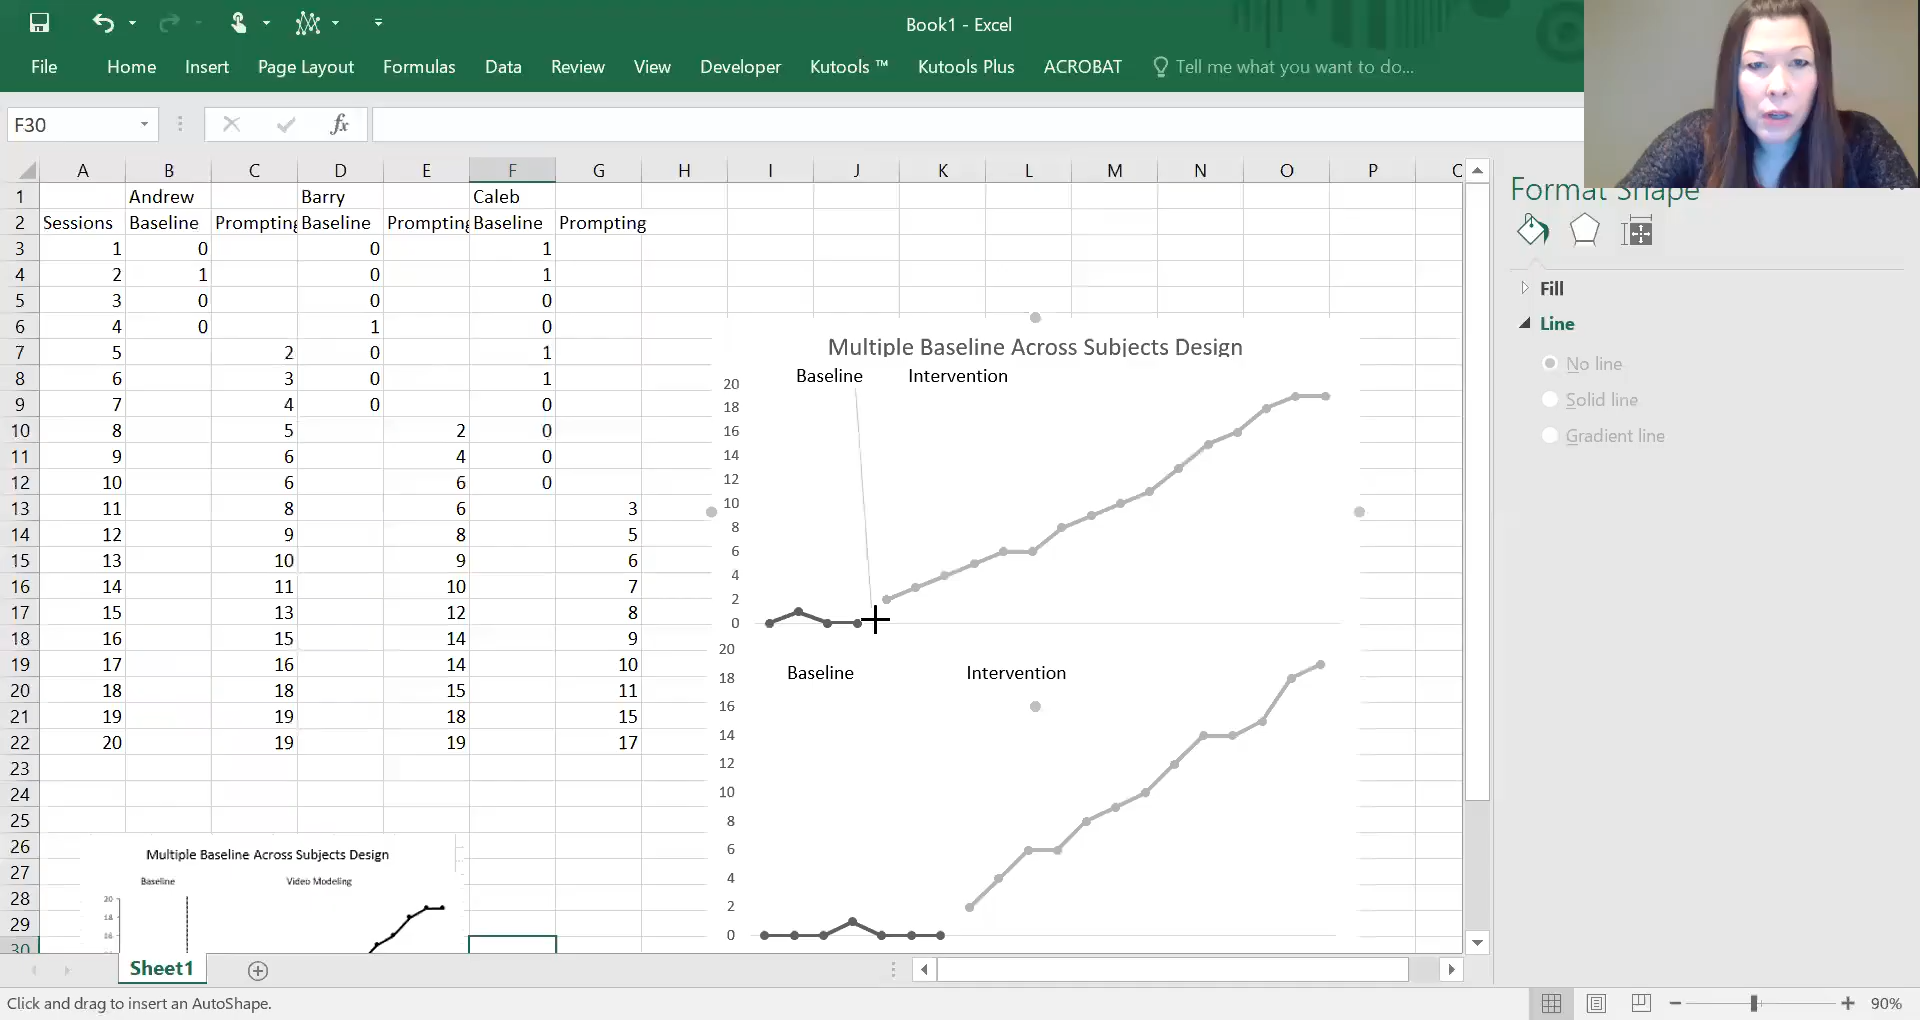 Book1 - Excel
File Home Insert Page Layout Formulas Data Review View Developer Kutools ™ Kutools Plus ACROBAT Tell me what you want to do...
F30 fx
A B C D E F G H I J K L M N O P
1 Andrew Barry Caleb
2 Sessions Baseline Prompting Baseline Prompting Baseline Prompting
3 1 0 0 1
4 2 1 0 1
5 3 0 0 0
6 4 0 1 0
7 5 2 0 1
8 6 3 0 1
9 7 4 0 0
10 8 5 2 0
11 9 6 4 0
12 10 6 6 0
13 11 8 6 3
14 12 9 8 5
15 13 10 9 6
16 14 11 10 7
17 15 13 12 8
18 16 15 14 9
19 17 16 14 10
20 18 18 15 11
21 19 19 18 15
22 20 19 19 17
23
24
25
26
27
28
29
30
Multiple Baseline Across Subjects Design
Baseline Video Modeling
20
18
16
Multiple Baseline Across Subjects Design
Baseline Intervention
20
18
16
14
12
10
8
6
4
2
0
20
Baseline Intervention
18
16
14
12
10
8
6
4
2
0
Format Shape
Fill
Line
No line
Solid line
Gradient line
Sheet1
Click and drag to insert an AutoShape.
90%